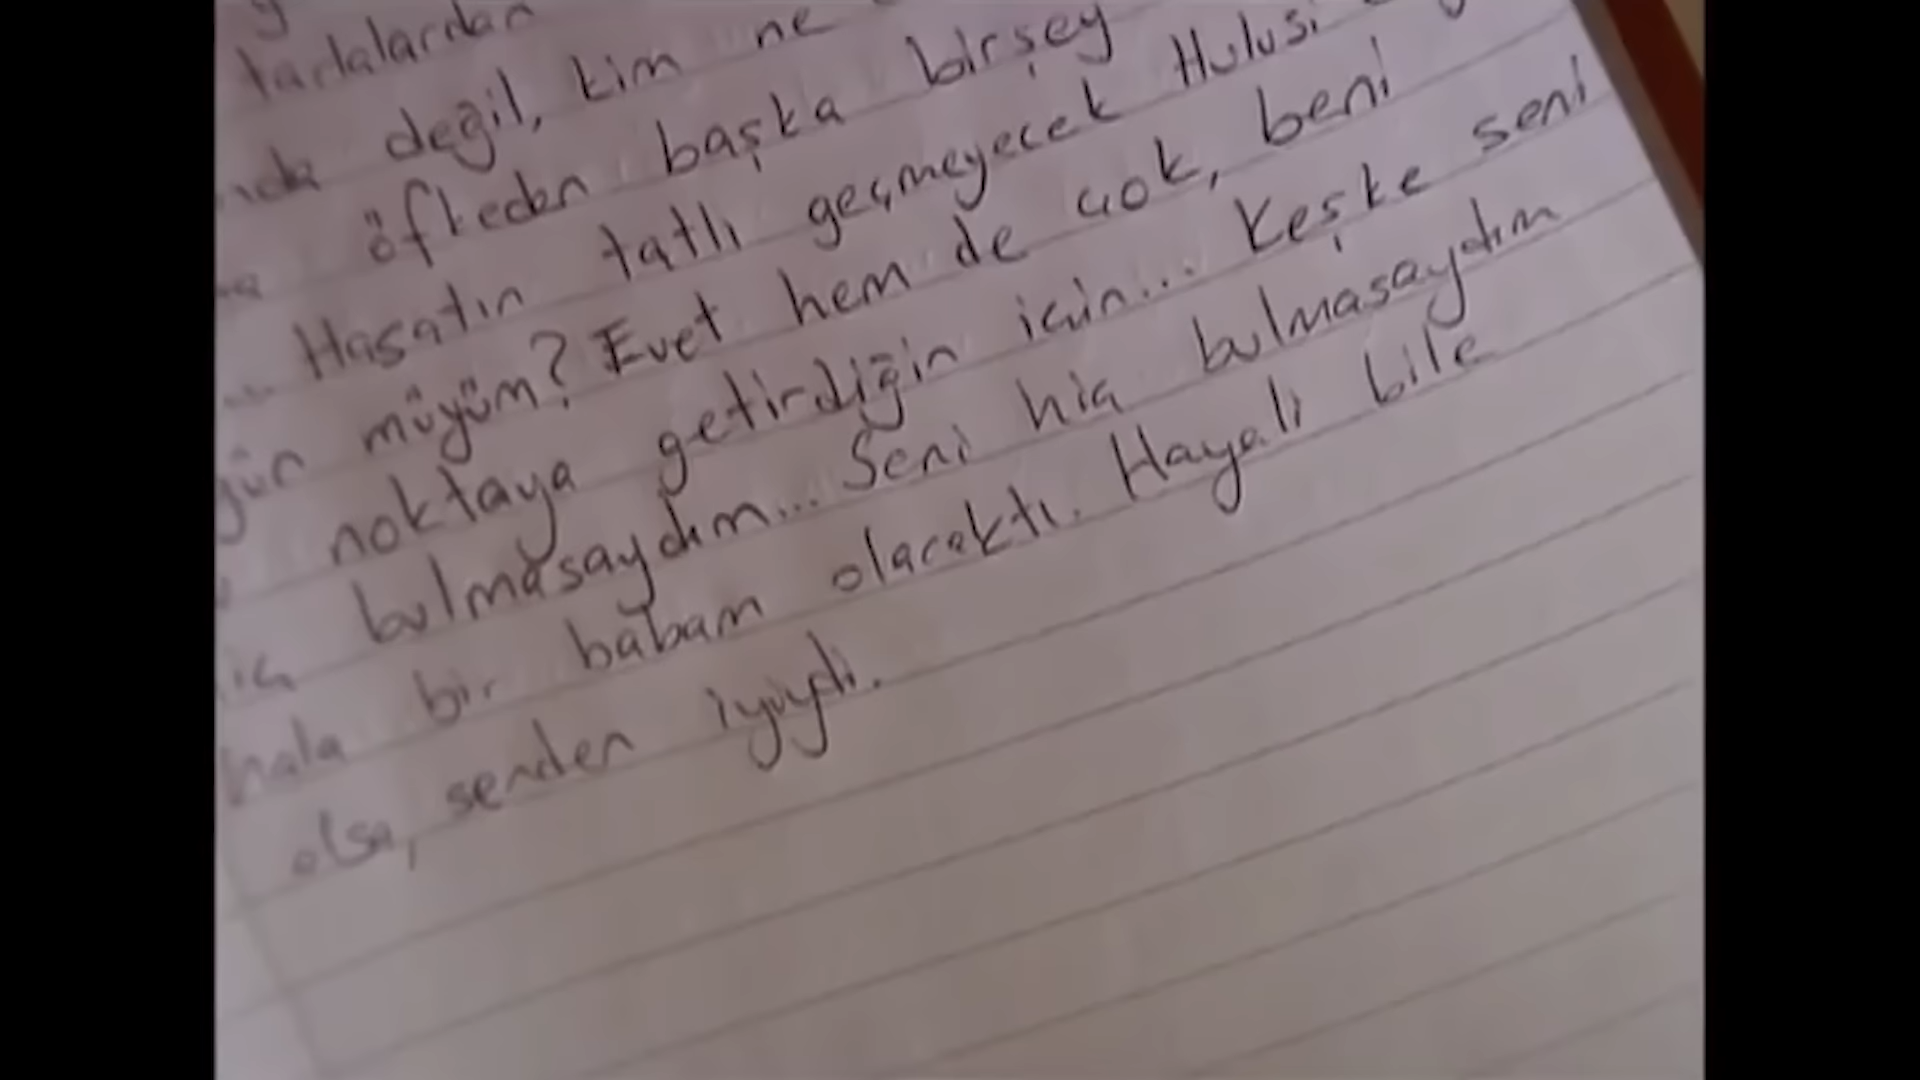 tarlalardan
değil, kim ne
öfkeden başka birşey
Hasatın tatlı geçmeyecek Hulusi
müyüm? Evet hem de çok, beni
noktaya getirdiğin için... Keşke seni
bulmasaydım... Seni hiç bulmasaydım
hala bir babam olacaktı. Hayali bile
olsa, senden iyiydi.